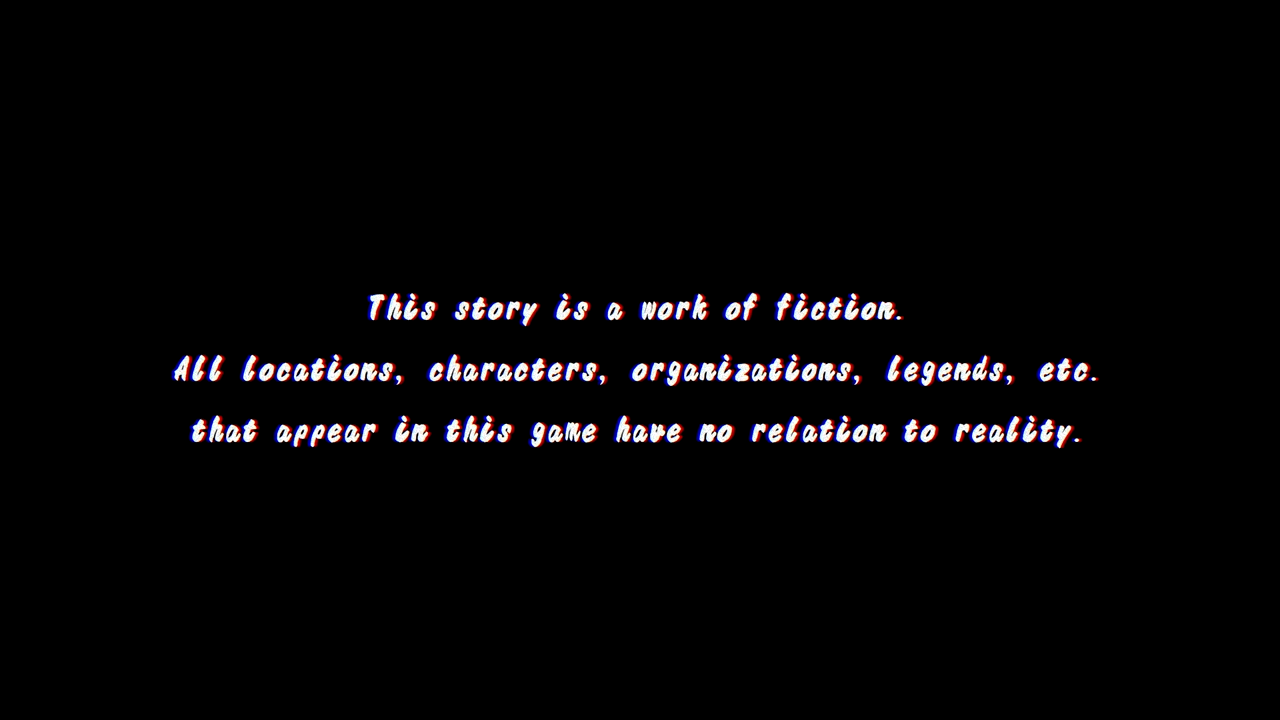 This story is a work of fiction.
All locations, characters, organizations, legends, etc.
that appear in this game have no relation to reality.